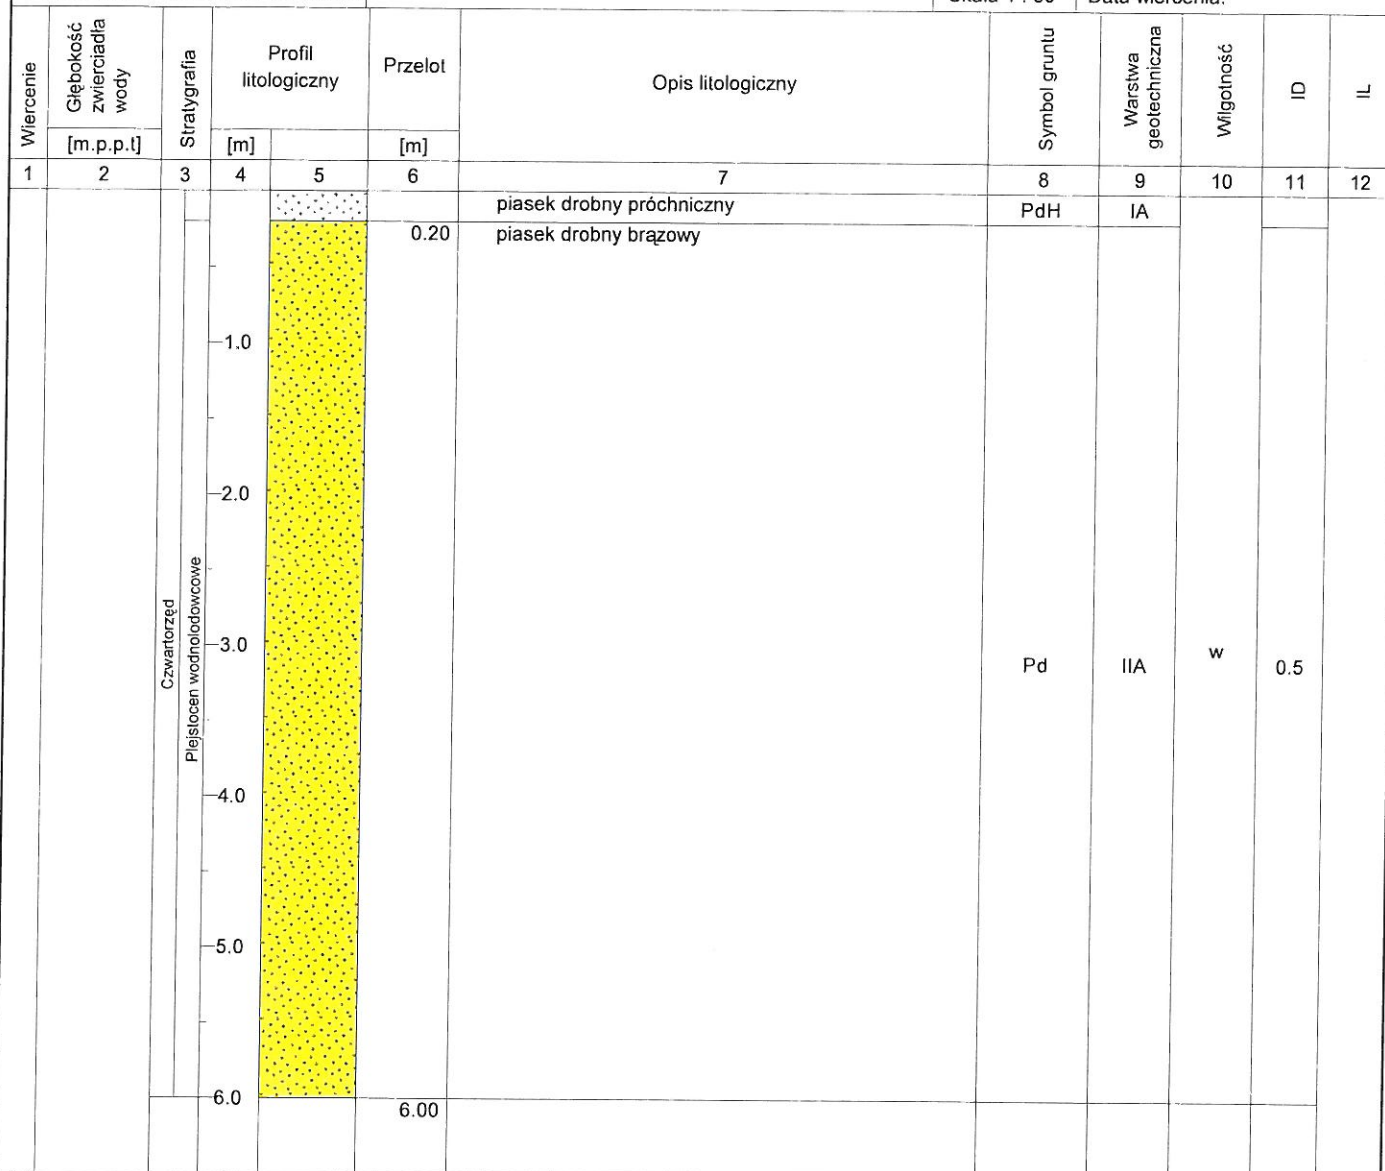 Wiercenie
Głębokość
zwierciadła
wody
[m.p.p.t]
Stratygrafia
Profil
litologiczny
[m]
Przelot
[m]
Opis litologiczny
Symbol gruntu
Warstwa
geotechniczna
Wilgotność
ID
IL
1 2 3 4 5 6 7 8 9 10 11 12
piasek drobny próchniczny PdH IA
0.20 piasek drobny brązowy
1.0
2.0
Czwartorzęd
Plejstocen wodnolodowcowe
3.0
Pd IIA w 0.5
4.0
5.0
6.0
6.00